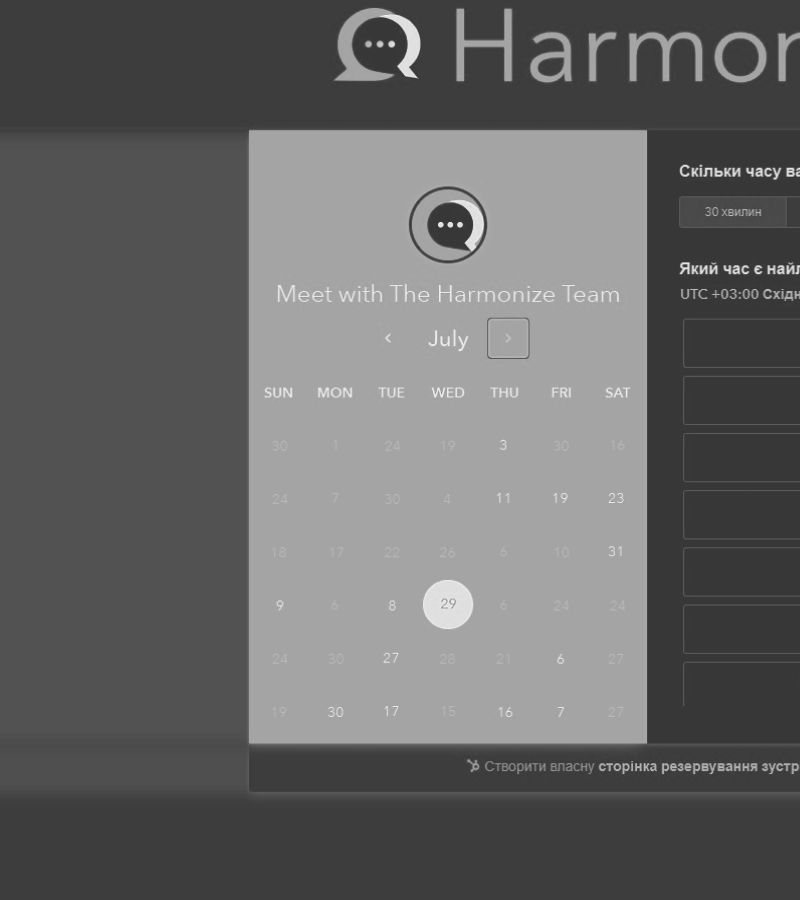 Harmon
Meet with The Harmonize Team
July
SUN MON TUE WED THU FRI SAT
30 1 24 19 3 30 16
24 7 30 4 11 19 23
18 17 22 26 6 10 31
9 6 8 29 6 24 24
24 30 27 28 21 6 27
19 30 17 15 16 7 27
Скільки часу ва
30 хвилин
Який час є найл
UTC +03:00 Східн
Створити власну сторінка резервування зустр